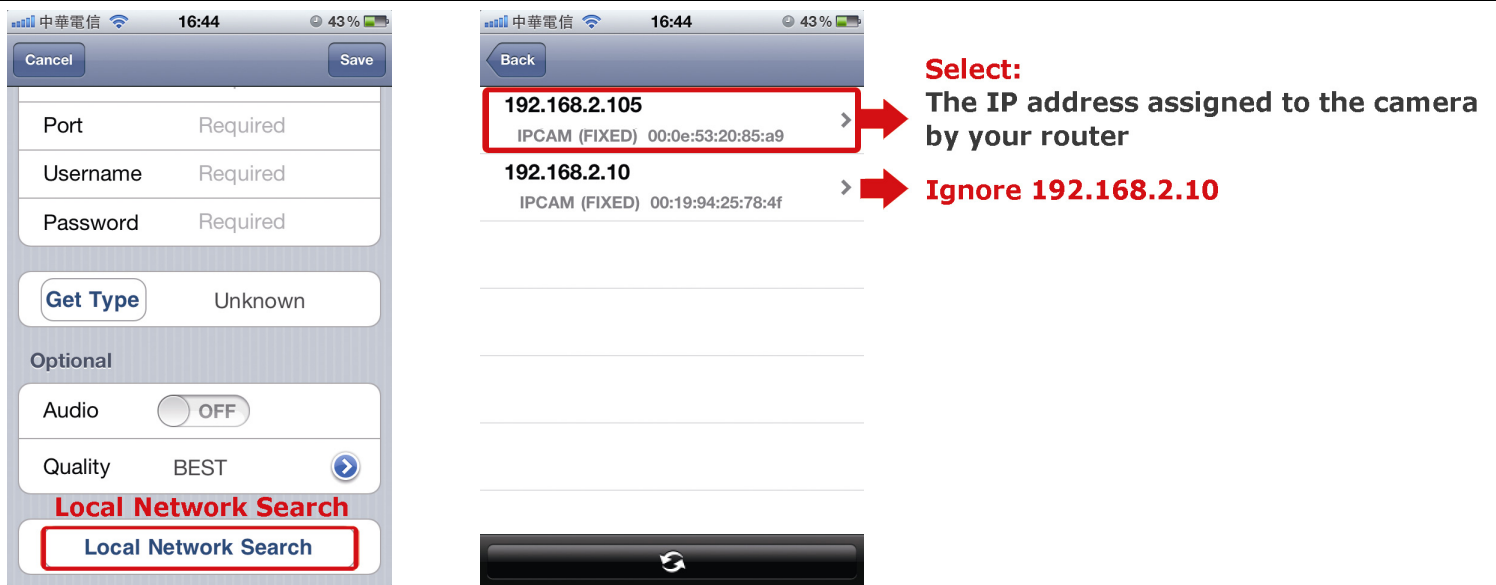 中華電信 16:44 43%
Cancel Save
Port Required
Username Required
Password Required
Get Type Unknown
Optional
Audio OFF
Quality BEST
Local Network Search
Local Network Search
中華電信 16:44 43%
Back
192.168.2.105
IPCAM (FIXED) 00:0e:53:20:85:a9
192.168.2.10
IPCAM (FIXED) 00:19:94:25:78:4f
Select:
The IP address assigned to the camera
by your router
Ignore 192.168.2.10